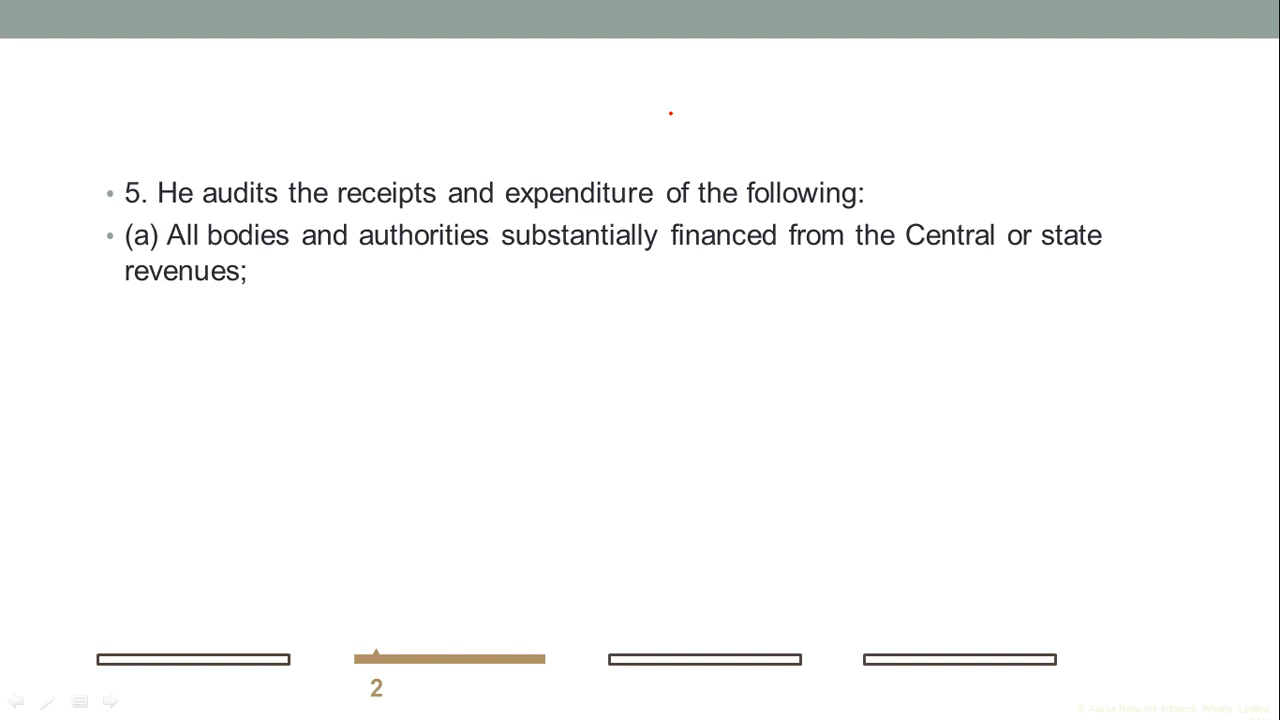 • 5. He audits the receipts and expenditure of the following:
• (a) All bodies and authorities substantially financed from the Central or state
revenues;
2
© Aurus Network Infotech Private Limited